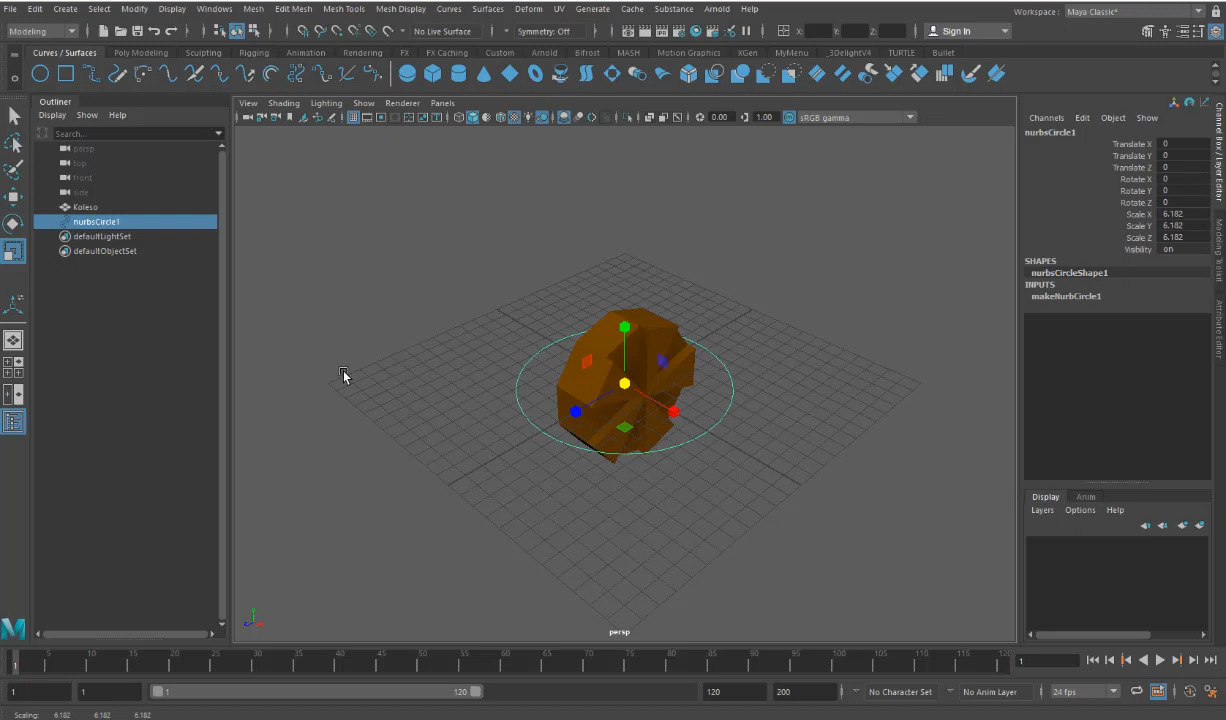 File Edit Create Select Modify Display Windows Mesh Edit Mesh Mesh Tools Mesh Display Curves Surfaces Deform UV Generate Cache Substance Arnold Help Workspace: Maya Classic*
Modeling No Live Surface Symmetry: Off X: Y: Z: Sign In
Curves / Surfaces Poly Modeling Sculpting Rigging Animation Rendering FX FX Caching Custom Arnold Bifrost MASH Motion Graphics XGen MyMenu _3DelightV4 TURTLE Bullet
Outliner
Display Show Help
Search...
persp
top
front
side
Koleso
nurbsCircle1
defaultLightSet
defaultObjectSet
View Shading Lighting Show Renderer Panels
0.00 1.00 sRGB gamma
persp
Channels Edit Object Show
nurbsCircle1
Translate X 0
Translate Y 0
Translate Z 0
Rotate X 0
Rotate Y 0
Rotate Z 0
Scale X 6.182
Scale Y 6.182
Scale Z 6.182
Visibility on
SHAPES
nurbsCircleShape1
INPUTS
makeNurbCircle1
Display Anim
Layers Options Help
Channel Box / Layer Editor
Modeling Toolkit
Attribute Editor
5 10 15 20 25 30 35 40 45 50 55 60 65 70 75 80 85 90 95 100 105 110 115 120
1 1
1 1 1 120 120 200 No Character Set No Anim Layer 24 fps
Scaling: 6.182 6.182 6.182